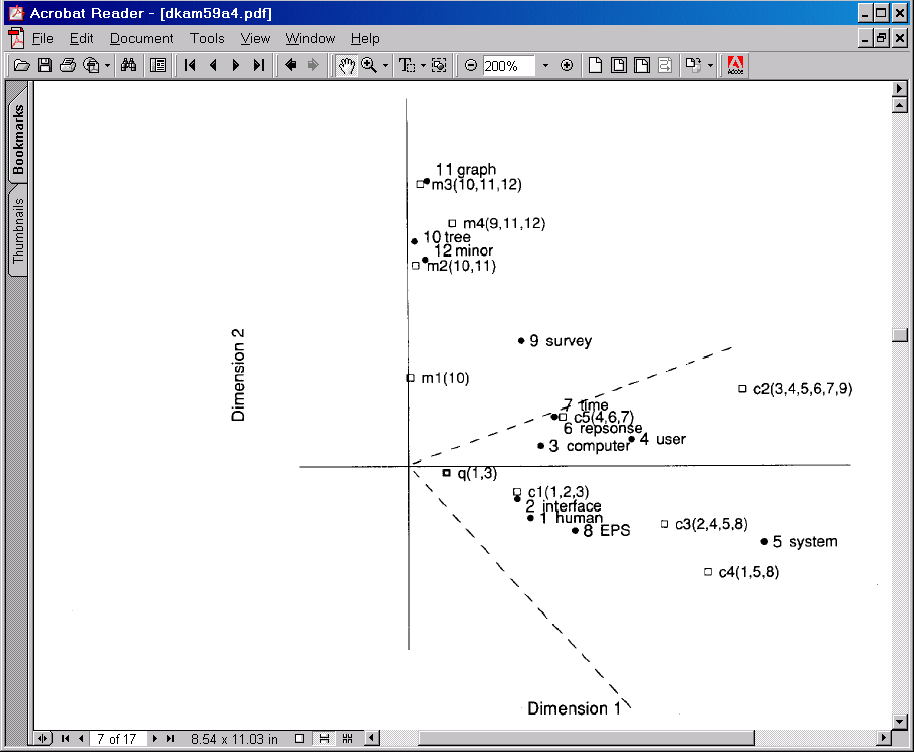 Acrobat Reader - [dkam59a4.pdf]
File Edit Document Tools View Window Help
200%
Adobe
Bookmarks
Thumbnails
11 graph
m3(10,11,12)
m4(9,11,12)
10 tree
12 minor
m2(10,11)
9 survey
Dimension 2
m1(10)
c2(3,4,5,6,7,9)
7 time
c5(4,6,7)
6 repsonse
4 user
3 computer
q(1,3)
c1(1,2,3)
2 interface
1 human
8 EPS
c3(2,4,5,8)
5 system
c4(1,5,8)
Dimension 1
7 of 17 8.54 x 11.03 in